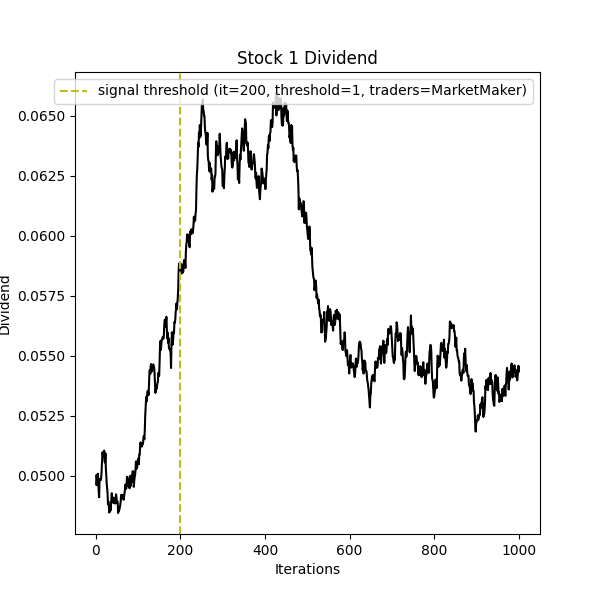 Stock 1 Dividend
signal threshold (it=200, threshold=1, traders=MarketMaker)
0.0650
0.0625
0.0600
0.0575
0.0550
0.0525
0.0500
Dividend
0 200 400 600 800 1000
Iterations